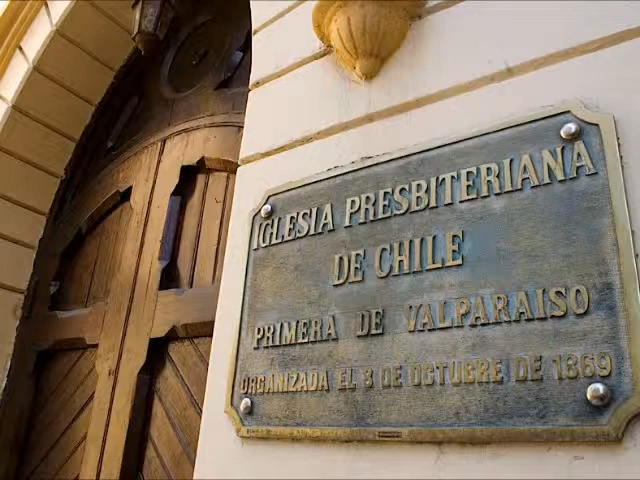 IGLESIA PRESBITERIANA
DE CHILE
PRIMERA DE VALPARAISO
ORGANIZADA EL 8 DE OCTUBRE DE 1869